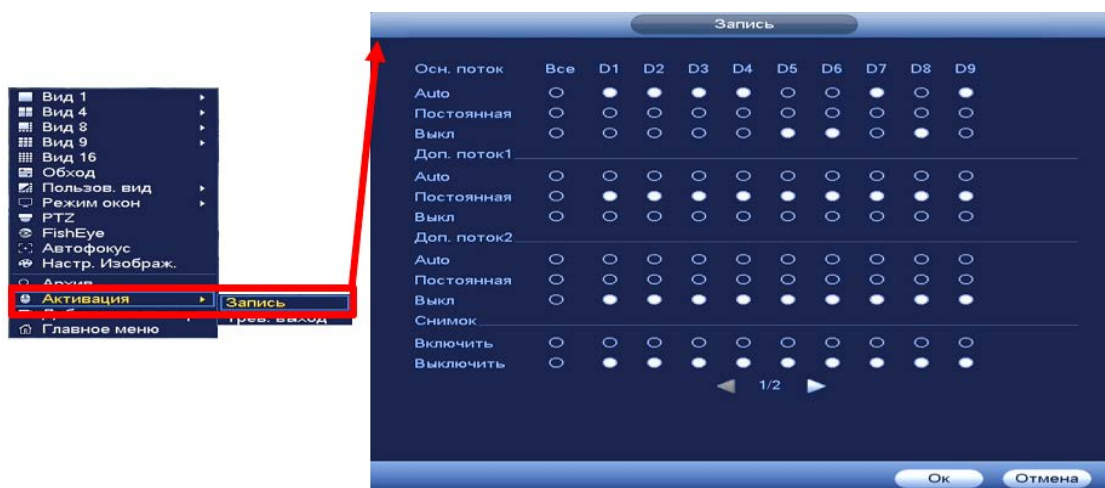 Вид 1
Вид 4
Вид 8
Вид 9
Вид 16
Обход
Пользов. вид
Режим окон
PTZ
FishEye
Автофокус
Настр. Изображ.
Архив
Активация
Главное меню
Запись
Трев. выход
Запись
Осн. поток Все D1 D2 D3 D4 D5 D6 D7 D8 D9
Auto
Постоянная
Выкл
Доп. поток1
Auto
Постоянная
Выкл
Доп. поток2
Auto
Постоянная
Выкл
Снимок
Включить
Выключить
1/2
Ок Отмена